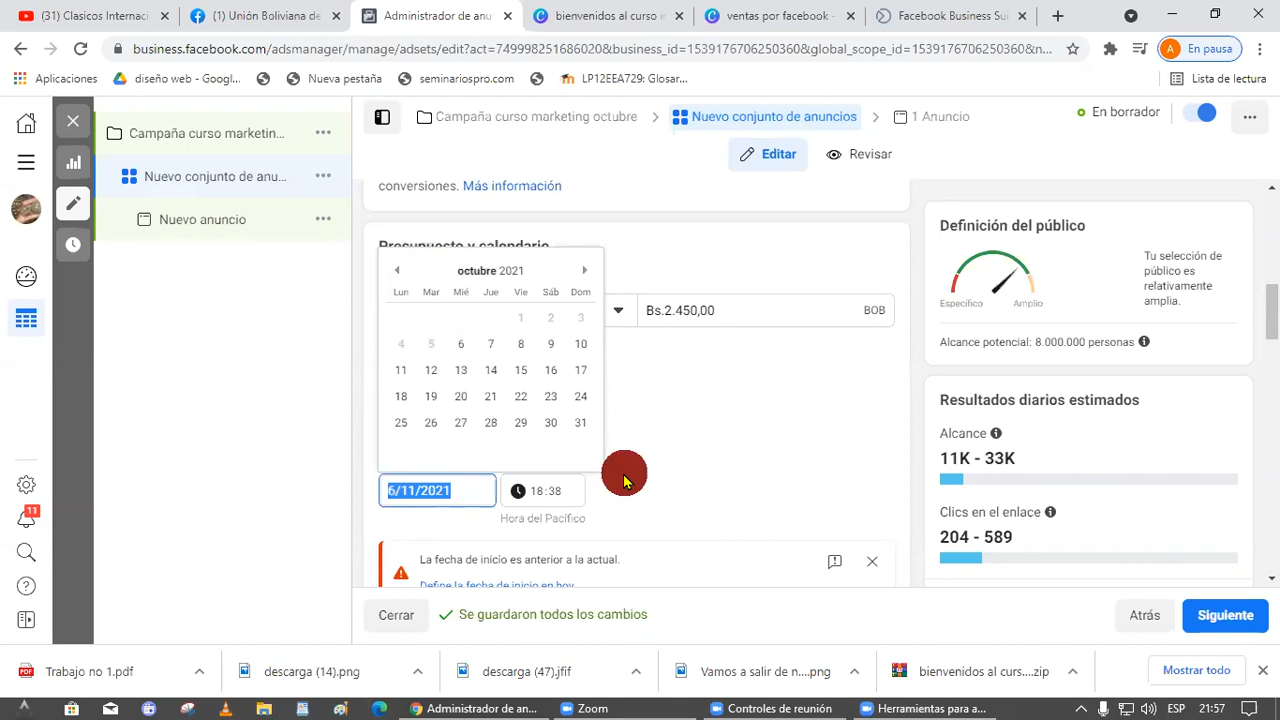 (31) Clasicos Internaci
(1) Unión Boliviana de
Administrador de anun
bienvenidos al curso in
ventas por facebook -
Facebook Business Sui
business.facebook.com/adsmanager/manage/adsets/edit?act=749998251686020&business_id=1539176706250360&global_scope_id=1539176706250360&n...
A En pausa
Aplicaciones
diseño web - Googl...
Nueva pestaña
seminariospro.com
LP12EEA729: Glosar...
Lista de lectura
Campaña curso marketin...
Nuevo conjunto de anu...
Nuevo anuncio
Campaña curso marketing octubre
Nuevo conjunto de anuncios
1 Anuncio
En borrador
Editar
Revisar
conversiones. Más información
Presupuesto y calendario
octubre 2021
Lun Mar Mié Jue Vie Sáb Dom
1 2 3
4 5 6 7 8 9 10
11 12 13 14 15 16 17
18 19 20 21 22 23 24
25 26 27 28 29 30 31
Bs.2.450,00 BOB
6/11/2021
18:38
Hora del Pacífico
La fecha de inicio es anterior a la actual.
Define la fecha de inicio en hoy
Definición del público
Tu selección de
público es
relativamente
amplia.
Específico
Amplio
Alcance potencial: 8.000.000 personas
Resultados diarios estimados
Alcance
11K - 33K
Clics en el enlace
204 - 589
11
Cerrar
Se guardaron todos los cambios
Atrás
Siguiente
Trabajo no 1.pdf
descarga (14).png
descarga (47).jfif
Vamos a salir de n....png
bienvenidos al curs....zip
Mostrar todo
Administrador de an...
Zoom
Controles de reunión
Herramientas para a...
ESP
21:57